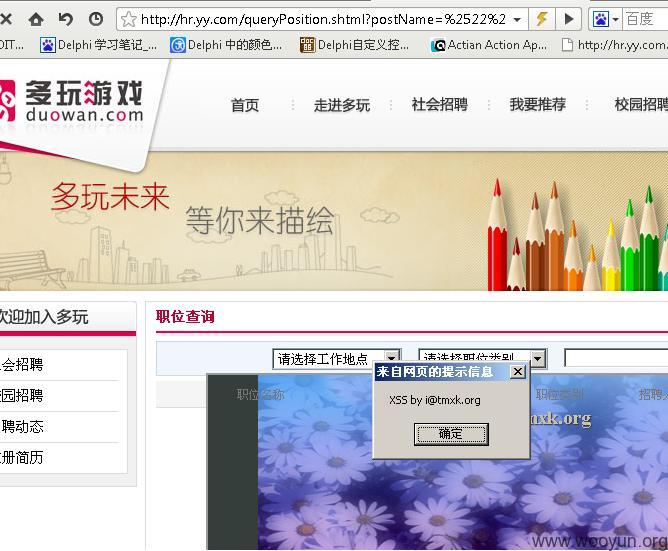 http://hr.yy.com/queryPosition.shtml?postName=%2522%2
百度
DIT... Delphi 学习笔记_... Delphi 中的颜色... Delphi自定义控... Actian Action Ap... http://hr.yy.com...
多玩游戏
duowan.com
首页 走进多玩 社会招聘 我要推荐 校园招聘
多玩未来
等你来描绘
欢迎加入多玩
职位查询
会招聘
园招聘
聘动态
册简历
请选择工作地点 请选择职位类别
来自网页的提示信息
XSS by i@tmxk.org
确定
职位名称 职位类别 招聘人
mxk.org
www.wooyun.org